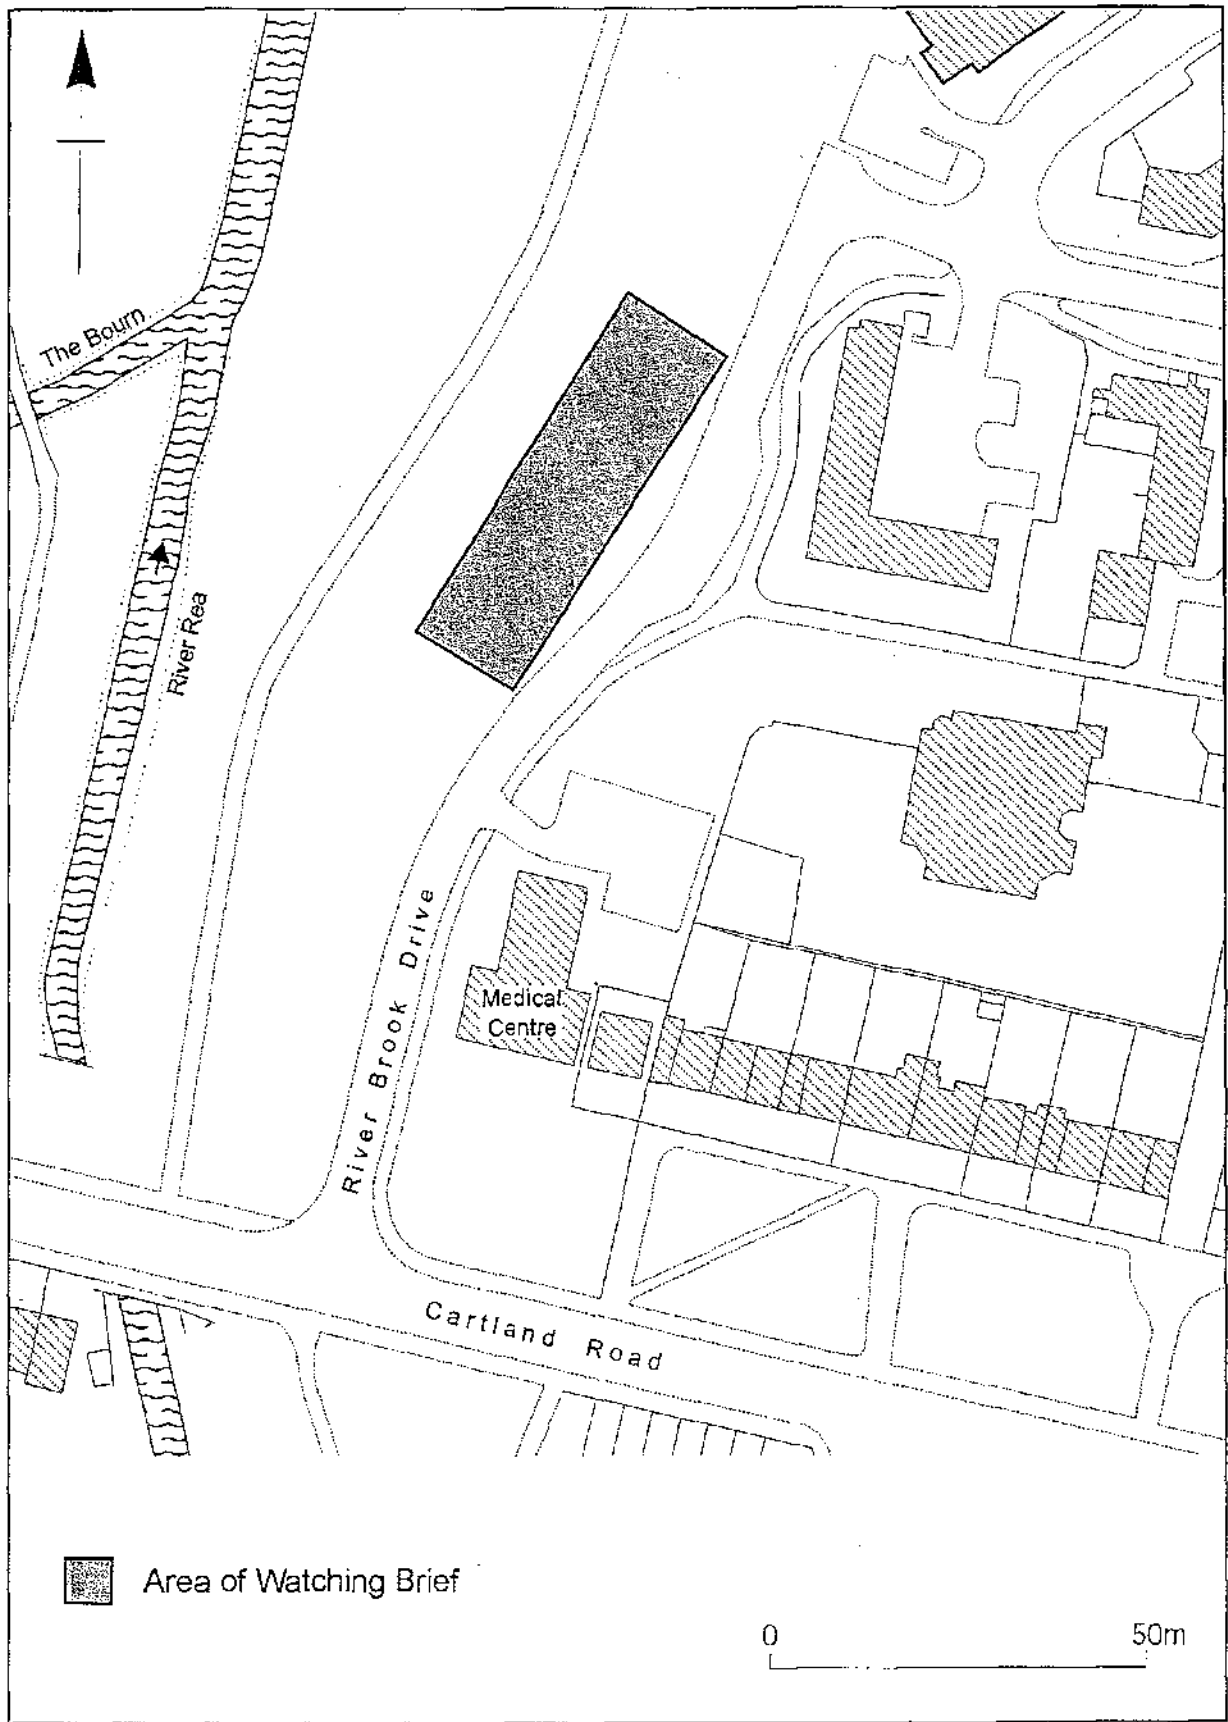 The Bourn
River Rea
River Brook Drive
Medical
Centre
Cartland Road
Area of Watching Brief
0
50m